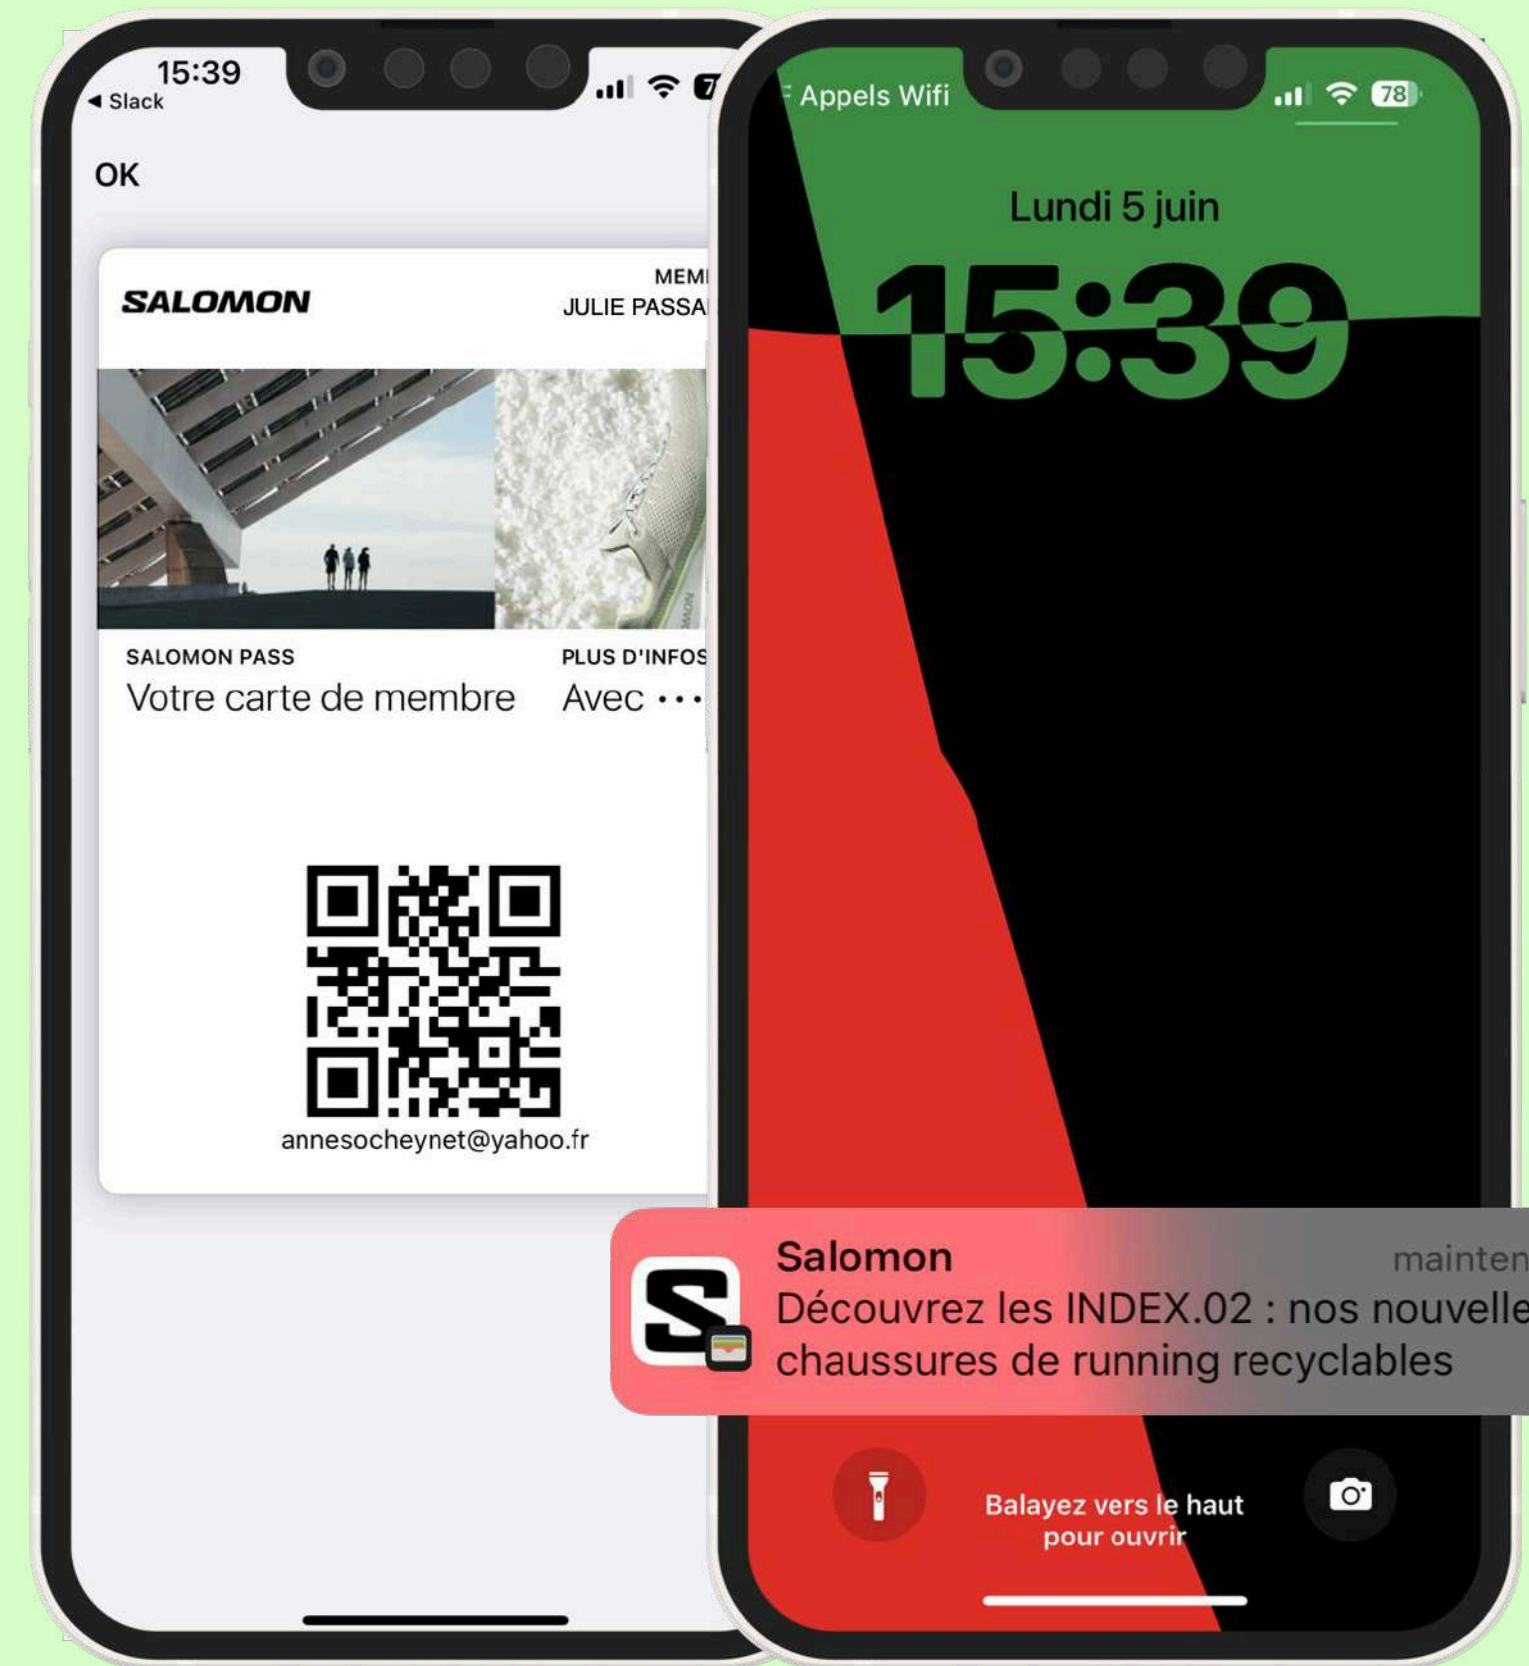 15:39
Slack
OK
SALOMON
MEM
JULIE PASSA
SALOMON PASS
Votre carte de membre
PLUS D'INFOS
Avec ...
annesocheynet@yahoo.fr
Appels Wifi
78
Lundi 5 juin
15:39
Salomon
mainten
Découvrez les INDEX.02 : nos nouvelle
chaussures de running recyclables
Balayez vers le haut
pour ouvrir